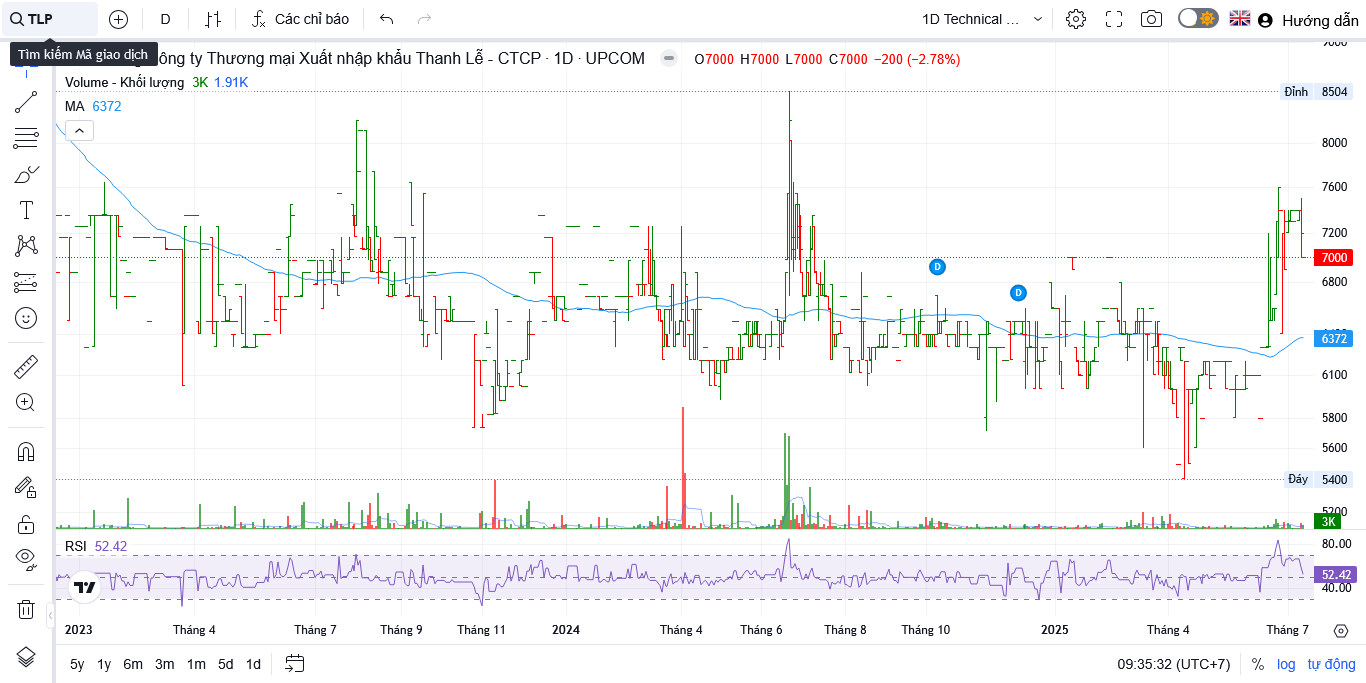 TLP
D
Các chỉ báo
1D Technical ...
Hướng dẫn
Tìm kiếm Mã giao dịch
g ty Thương mại Xuất nhập khẩu Thanh Lễ - CTCP · 1D · UPCOM
O7000 H7000 L7000 C7000 −200 (−2.78%)
Volume - Khối lượng 3K 1.91K
MA 6372
Đỉnh 8504
8000
7600
7200
7000
6800
6372
6100
5800
5600
Đáy 5400
5200
3K
RSI 52.42
80.00
52.42
40.00
2023 Tháng 4 Tháng 7 Tháng 9 Tháng 11 2024 Tháng 4 Tháng 6 Tháng 8 Tháng 10 2025 Tháng 4 Tháng 7
D
D
5y 1y 6m 3m 1m 5d 1d
09:35:32 (UTC+7) % log tự động